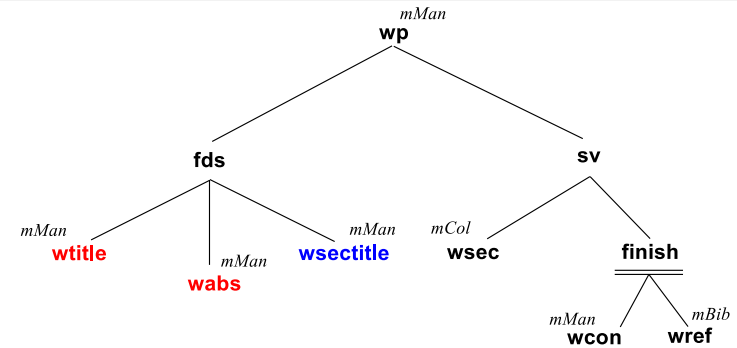 mMan
wp
fds
sv
mMan
wtitle
mMan
wabs
mMan
wsectitle
mCol
wsec
finish
mMan
wcon
mBib
wref